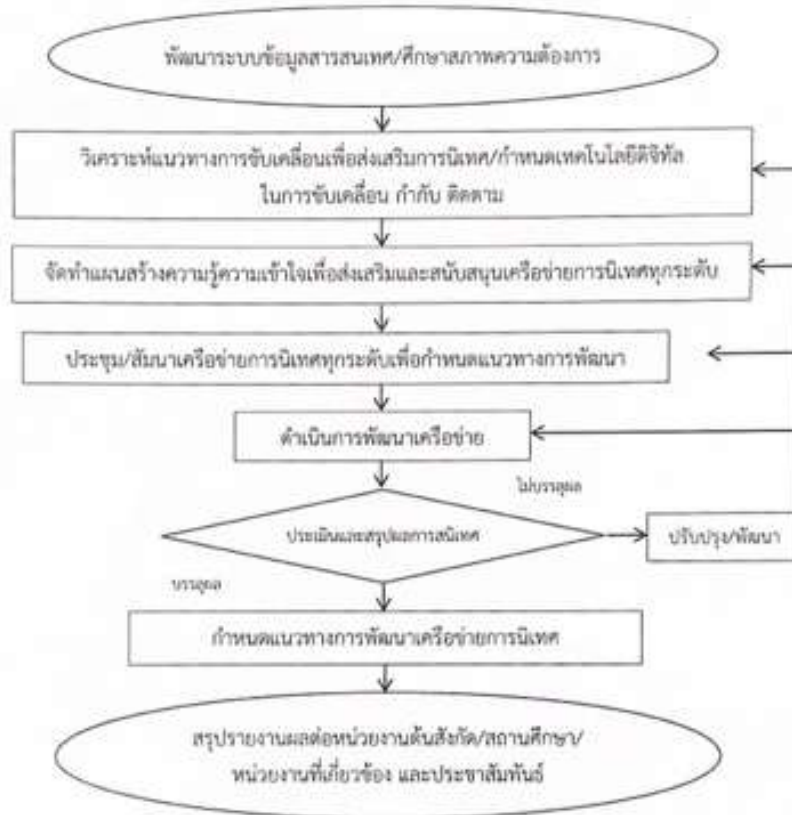 พัฒนาระบบข้อมูลสารสนเทศ/ศึกษาสภาพความต้องการ
วิเคราะห์แนวทางการขับเคลื่อนเพื่อส่งเสริมการนิเทศ/กำหนดเทคโนโลยีดิจิทัล
ในการขับเคลื่อน กำกับ ติดตาม
จัดทำแผนสร้างความรู้ความเข้าใจเพื่อส่งเสริมและสนับสนุนเครือข่ายการนิเทศทุกระดับ
ประชุม/สัมนาเครือข่ายการนิเทศทุกระดับเพื่อกำหนดแนวทางการพัฒนา
ดำเนินการพัฒนาเครือข่าย
ไม่บรรลุผล
ประเมินและสรุปผลการสนิเทศ
ปรับปรุง/พัฒนา
บรรลุผล
กำหนดแนวทางการพัฒนาเครือข่ายการนิเทศ
สรุปรายงานผลต่อหน่วยงานต้นสังกัด/สถานศึกษา/
หน่วยงานที่เกี่ยวข้อง และประชาสัมพันธ์